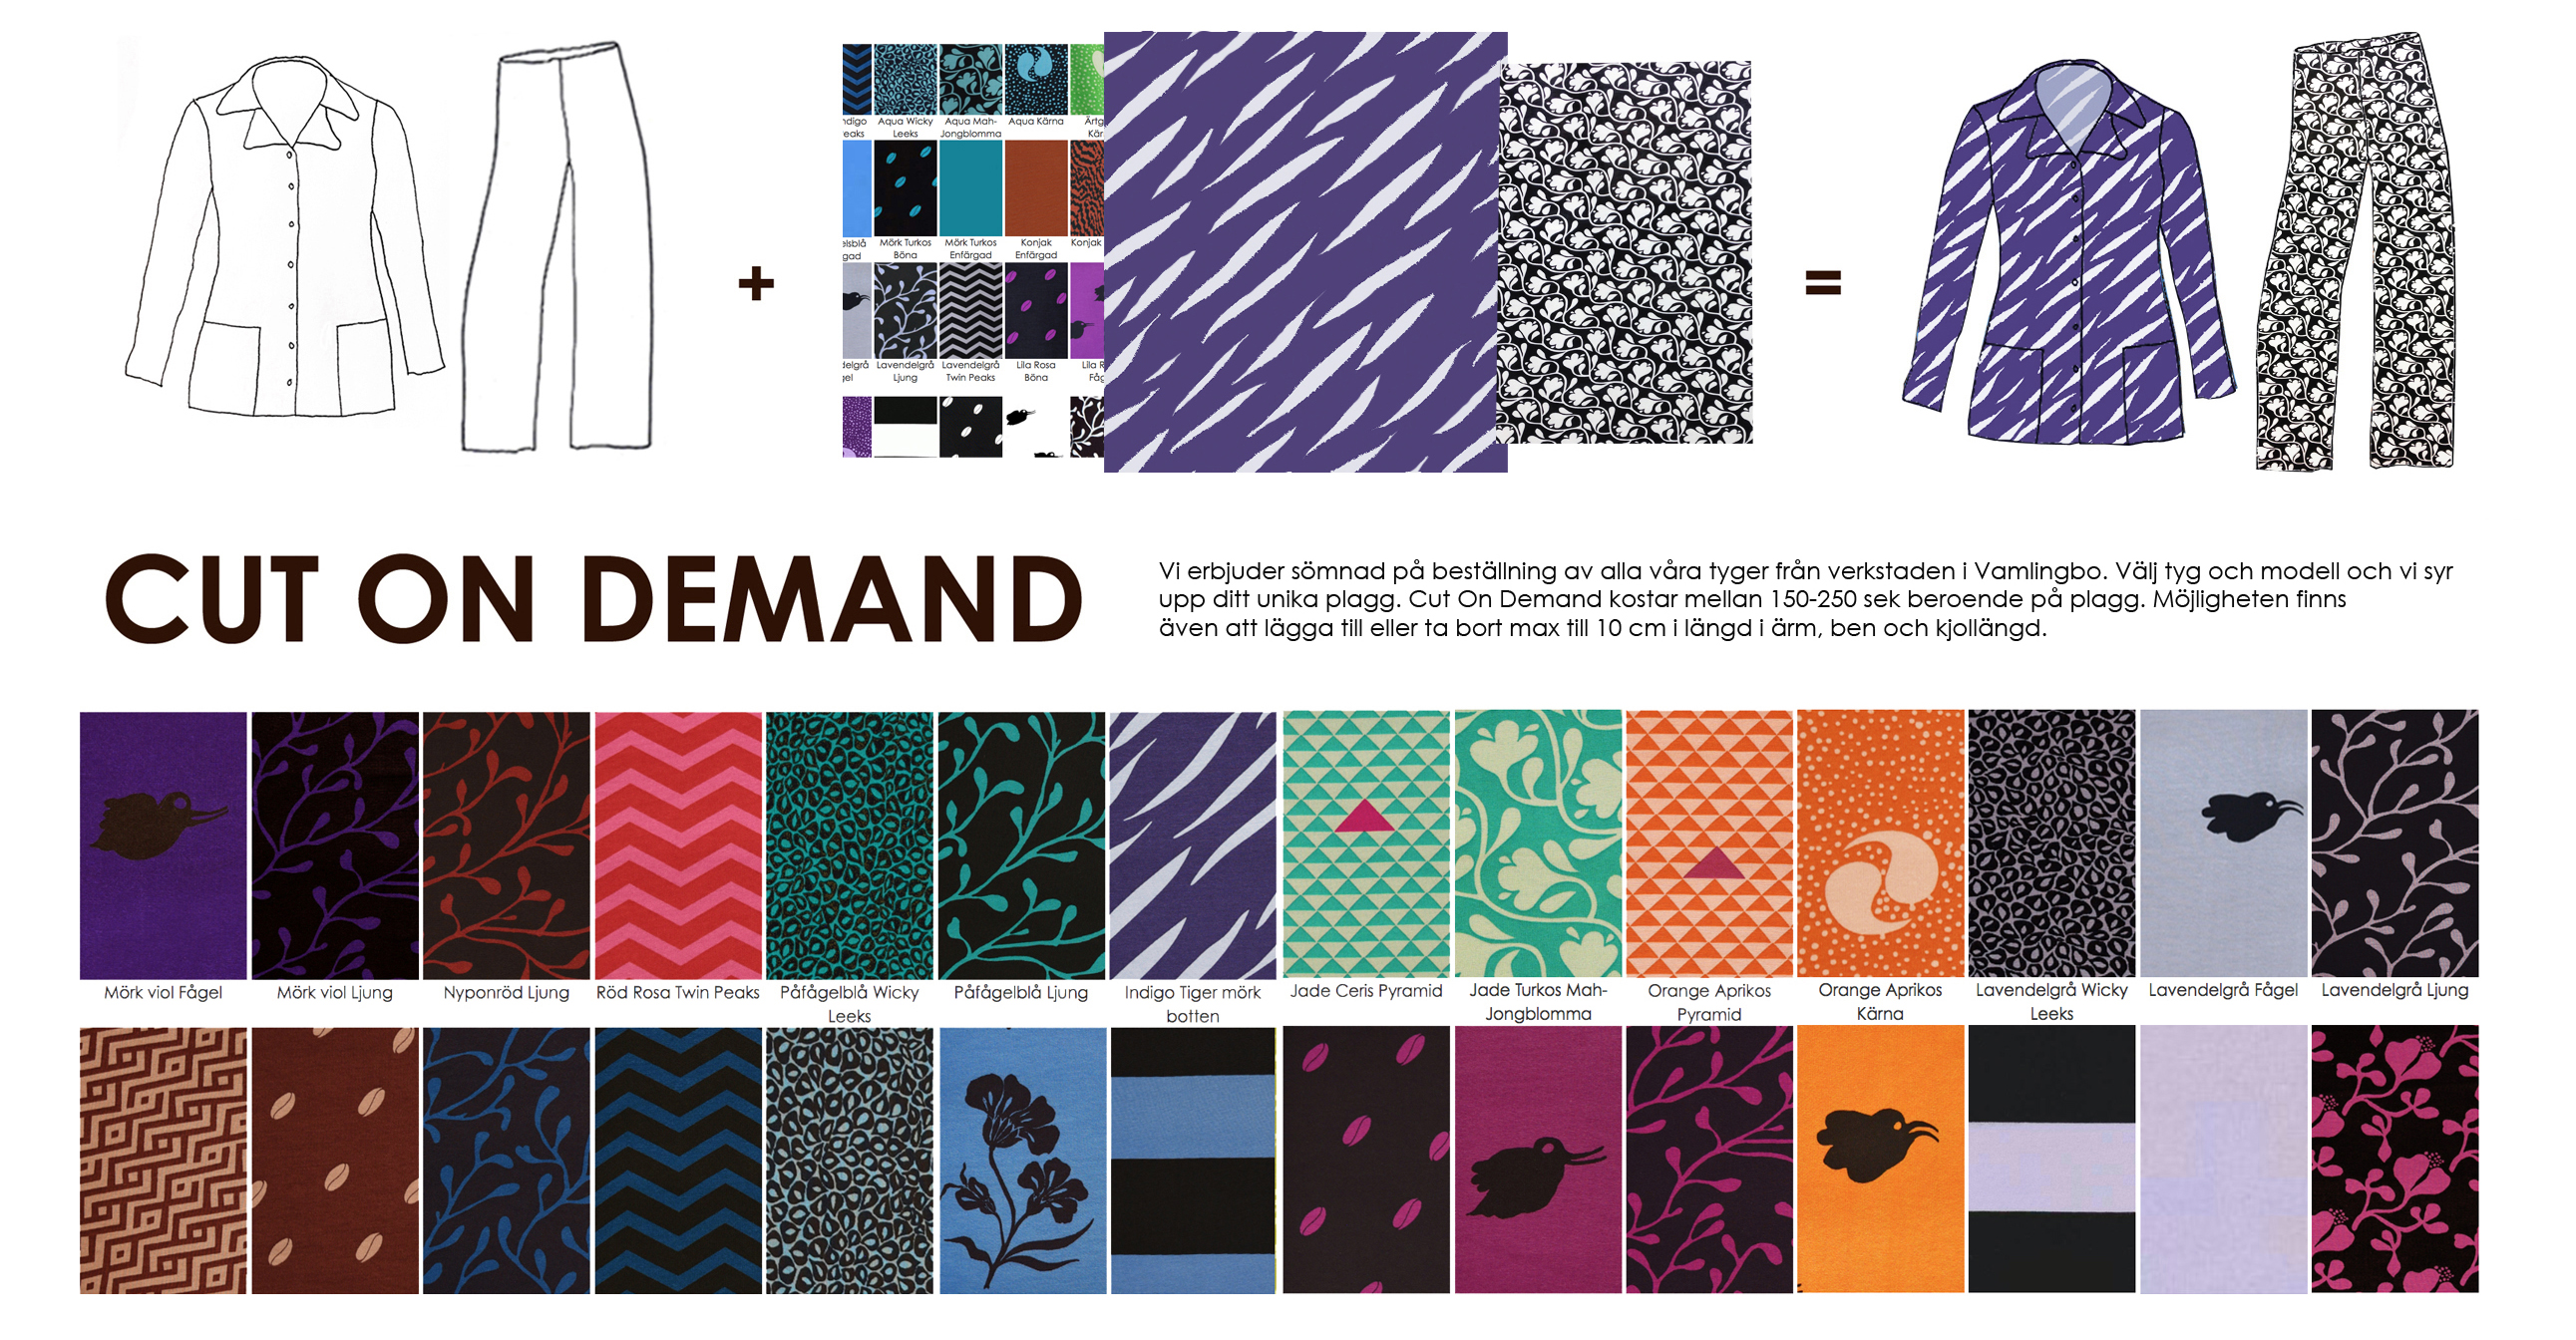 Aqua Wicky
Leeks
Aqua Mah-
Jongblomma
Aqua Kärna
Mörk Turkos
Böna
Mörk Turkos
Enfärgad
Konjak
Enfärgad
Konjak
Lavendelgrå
Ljung
Lavendelgrå
Twin Peaks
Lila Rosa
Böna
+
=
CUT ON DEMAND
Vi erbjuder sömnad på beställning av alla våra tyger från verkstaden i Vamlingbo. Välj tyg och modell och vi syr
upp ditt unika plagg. Cut On Demand kostar mellan 150-250 sek beroende på plagg. Möjligheten finns
även att lägga till eller ta bort max till 10 cm i längd i ärm, ben och kjollängd.
Mörk viol Fågel
Mörk viol Ljung
Nyponröd Ljung
Röd Rosa Twin Peaks
Påfågelblå Wicky
Leeks
Påfågelblå Ljung
Indigo Tiger mörk
botten
Jade Ceris Pyramid
Jade Turkos Mah-
Jongblomma
Orange Aprikos
Pyramid
Orange Aprikos
Kärna
Lavendelgrå Wicky
Leeks
Lavendelgrå Fågel
Lavendelgrå Ljung